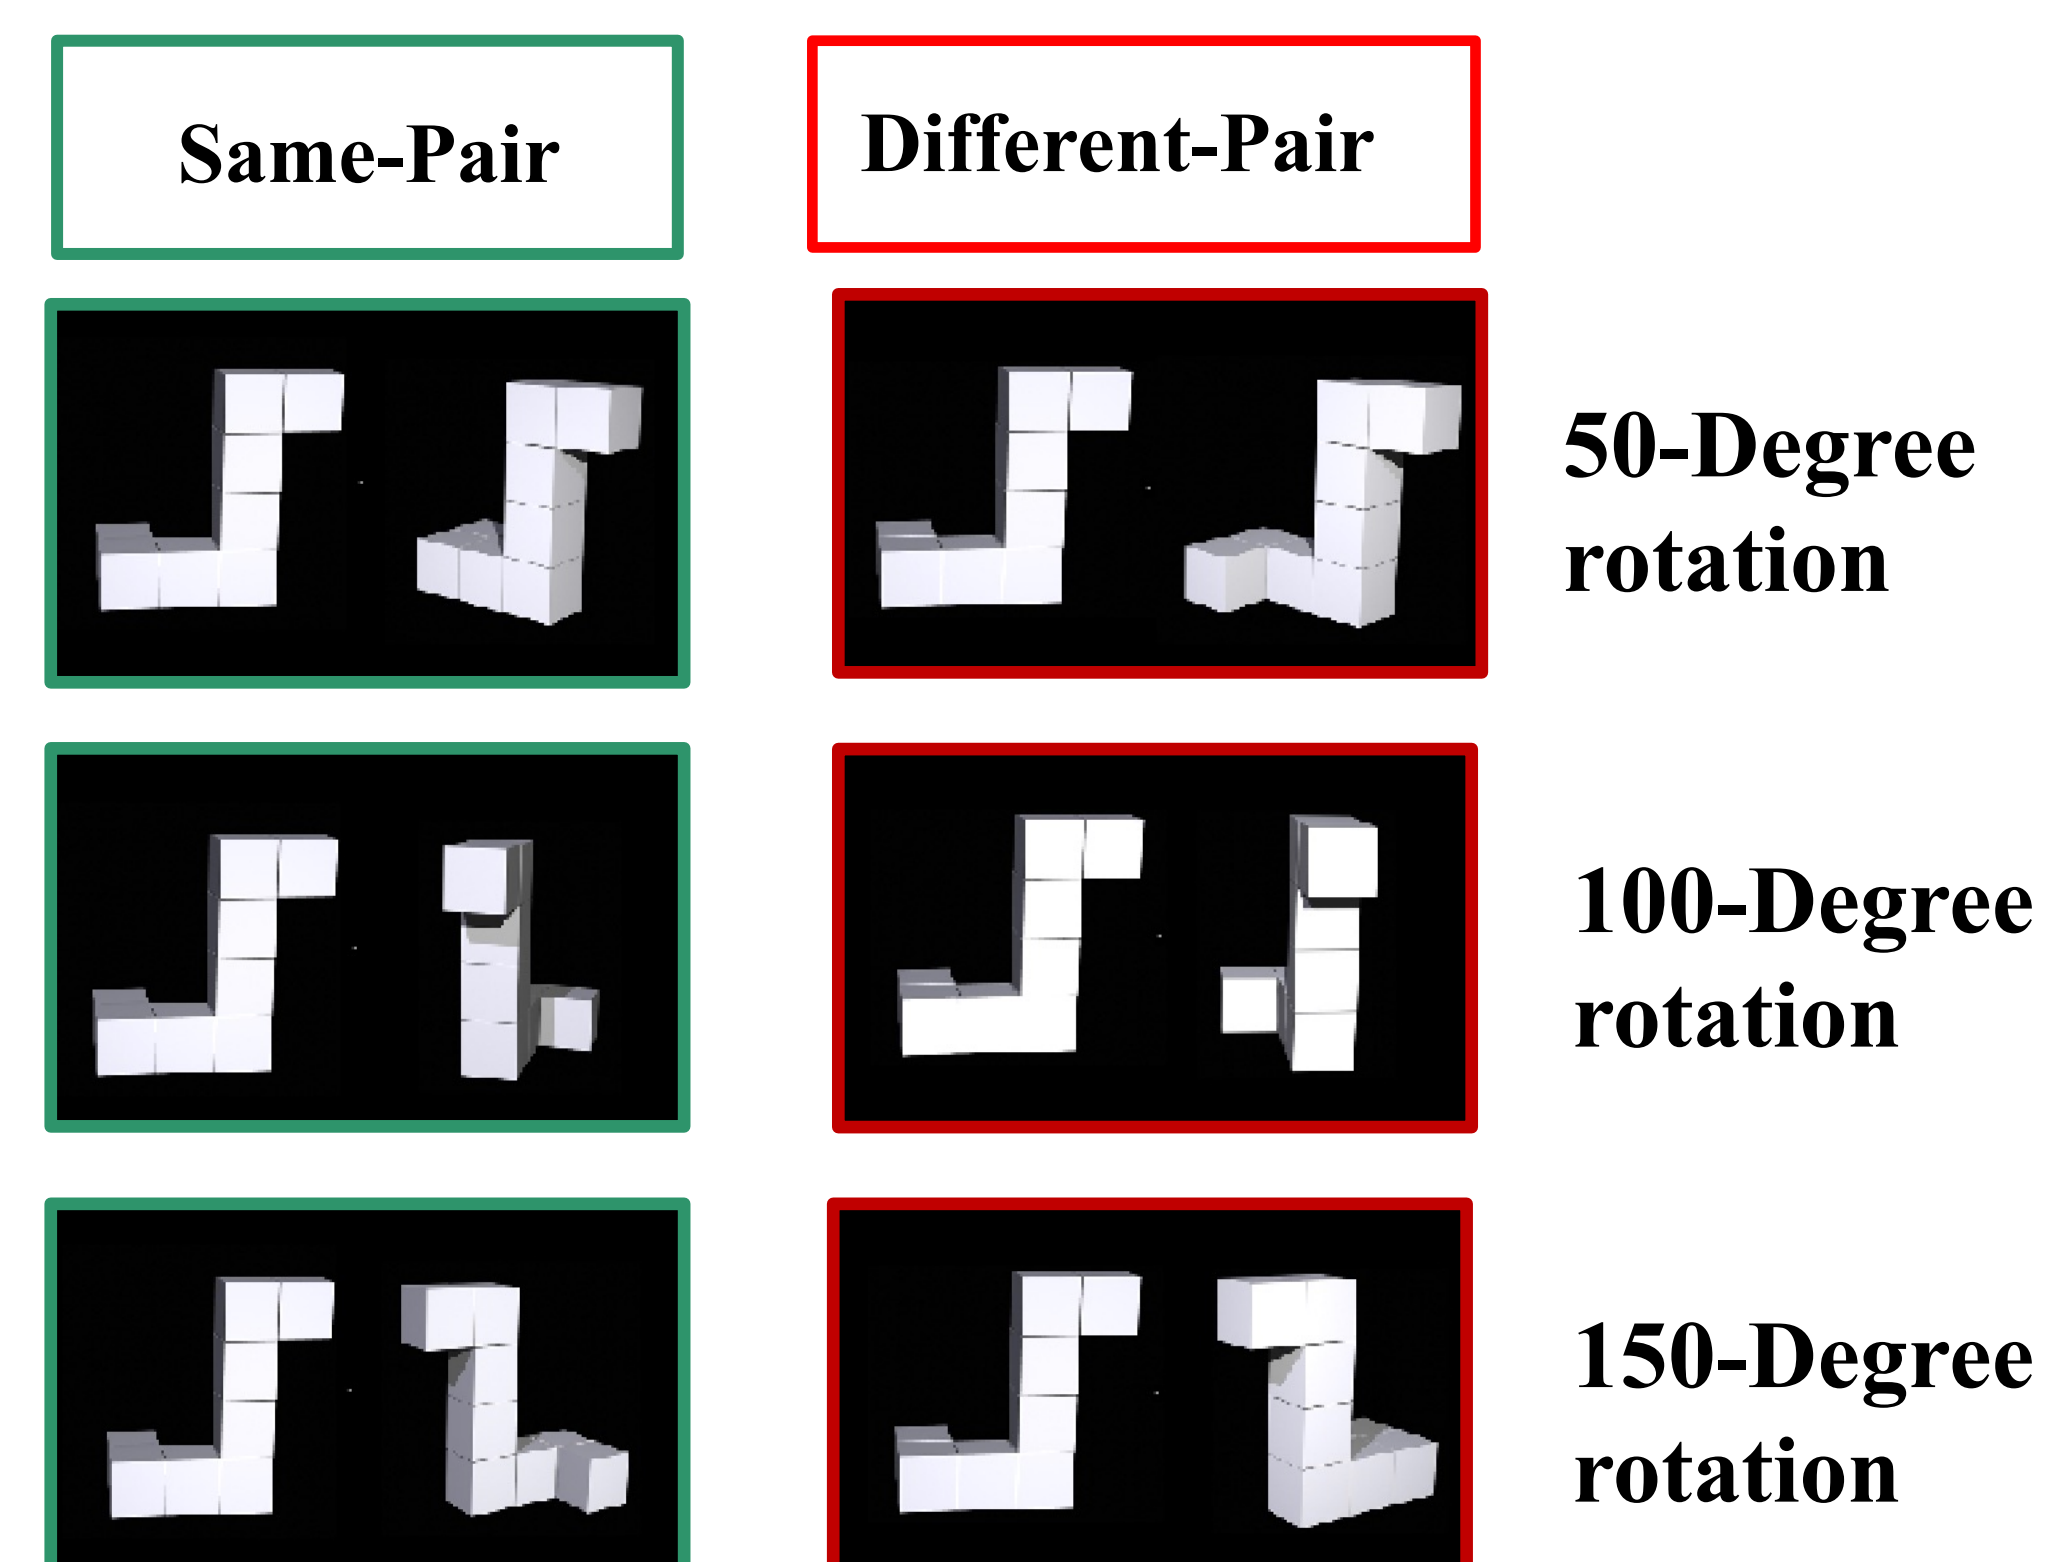 Same-Pair
Different-Pair
50-Degree
rotation
100-Degree
rotation
150-Degree
rotation